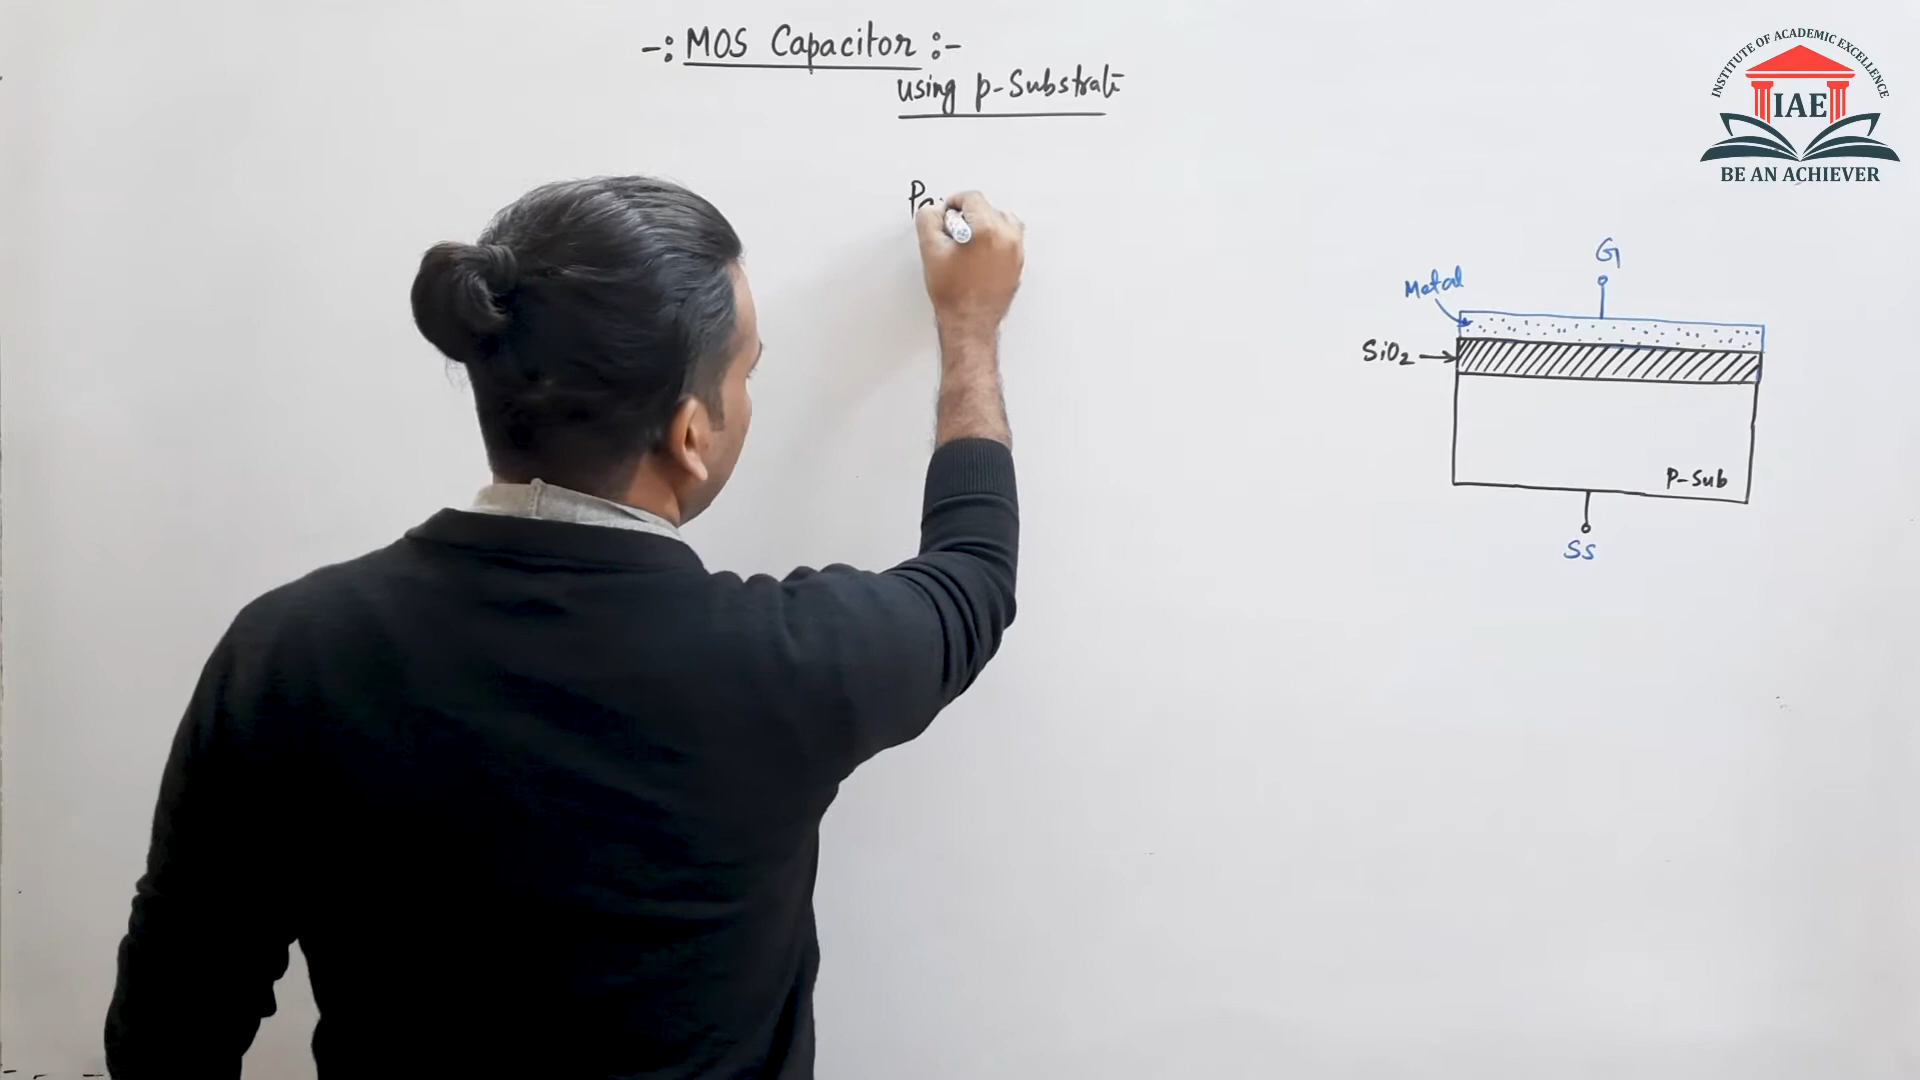 -: MOS Capacitor :-
using p-Substrate
INSTITUTE OF ACADEMIC EXCELLENCE
IAE
BE AN ACHIEVER
G
Metal
SiO₂
P-Sub
SS